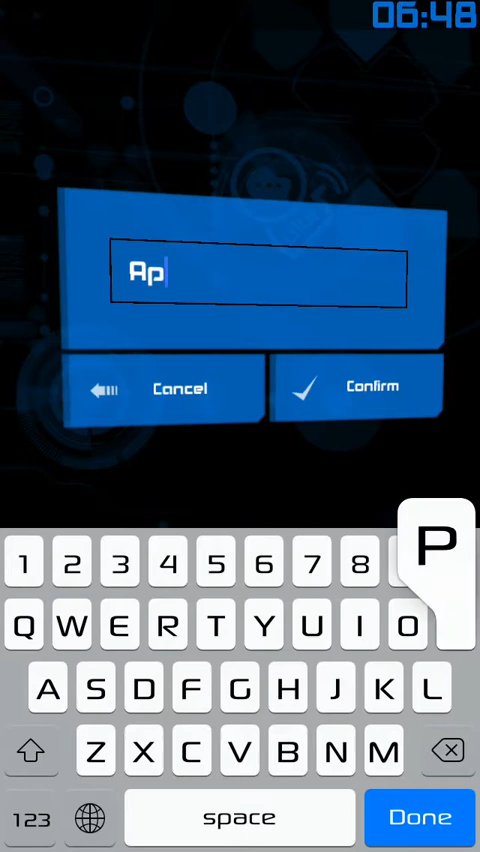 06:48
Ap
Cancel
Confirm
P
1 2 3 4 5 6 7 8
Q W E R T Y U I O
A S D F G H J K L
Z X C V B N M
123 space Done